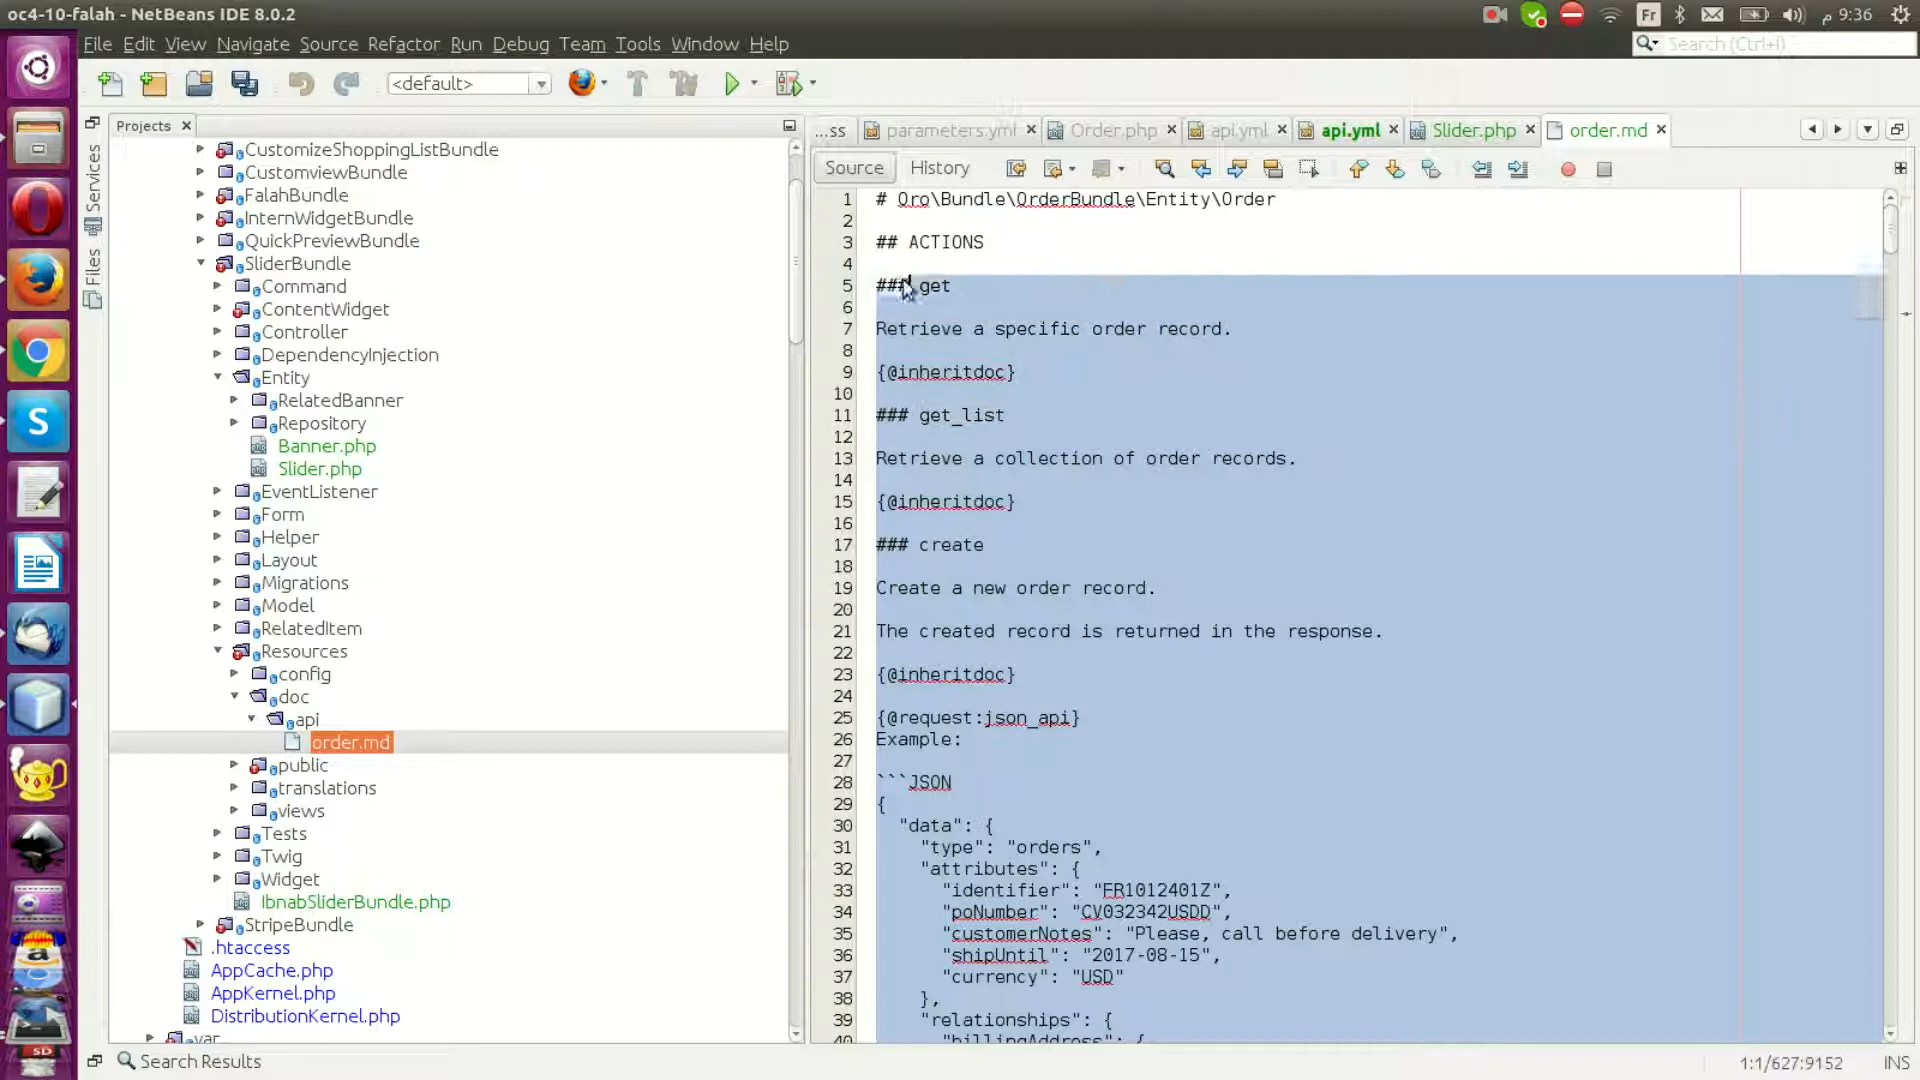 oc4-10-falah - NetBeans IDE 8.0.2
Fr
9:36 م
File Edit View Navigate Source Refactor Run Debug Team Tools Window Help
Search (Ctrl+I)
<default>
Projects
Services
Files
CustomizeShoppingListBundle
CustomviewBundle
FalahBundle
InternWidgetBundle
QuickPreviewBundle
SliderBundle
Command
ContentWidget
Controller
DependencyInjection
Entity
RelatedBanner
Repository
Banner.php
Slider.php
EventListener
Form
Helper
Layout
Migrations
Model
RelatedItem
Resources
config
doc
api
order.md
public
translations
views
Tests
Twig
Widget
IbnabSliderBundle.php
StripeBundle
.htaccess
AppCache.php
AppKernel.php
DistributionKernel.php
var
...ss parameters.yml Order.php api.yml api.yml Slider.php order.md
Source History
1 # Oro\Bundle\OrderBundle\Entity\Order
2
3 ## ACTIONS
4
5 ### get
6
7 Retrieve a specific order record.
8
9 {@inheritdoc}
10
11 ### get_list
12
13 Retrieve a collection of order records.
14
15 {@inheritdoc}
16
17 ### create
18
19 Create a new order record.
20
21 The created record is returned in the response.
22
23 {@inheritdoc}
24
25 {@request:json_api}
26 Example:
27
28 ```JSON
29 {
30 "data": {
31 "type": "orders",
32 "attributes": {
33 "identifier": "FR1012401Z",
34 "poNumber": "CV032342USDD",
35 "customerNotes": "Please, call before delivery",
36 "shipUntil": "2017-08-15",
37 "currency": "USD"
38 },
39 "relationships": {
40 "billingAddress": {
Search Results
1:1/627:9152 INS
S
a
SD